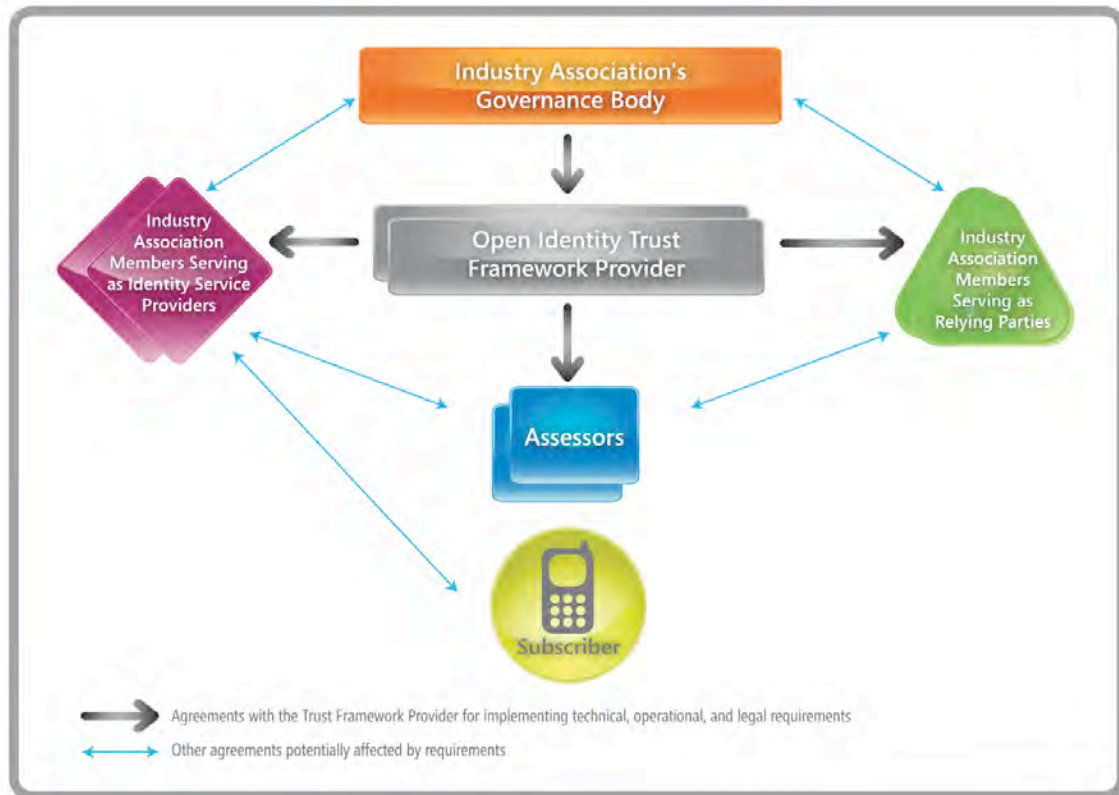 Industry Association's
Governance Body
Industry
Association
Members Serving
as Identity Service
Providers
Open Identity Trust
Framework Provider
Industry
Association
Members
Serving as
Relying Parties
Assessors
Subscriber
Agreements with the Trust Framework Provider for implementing technical, operational, and legal requirements
Other agreements potentially affected by requirements